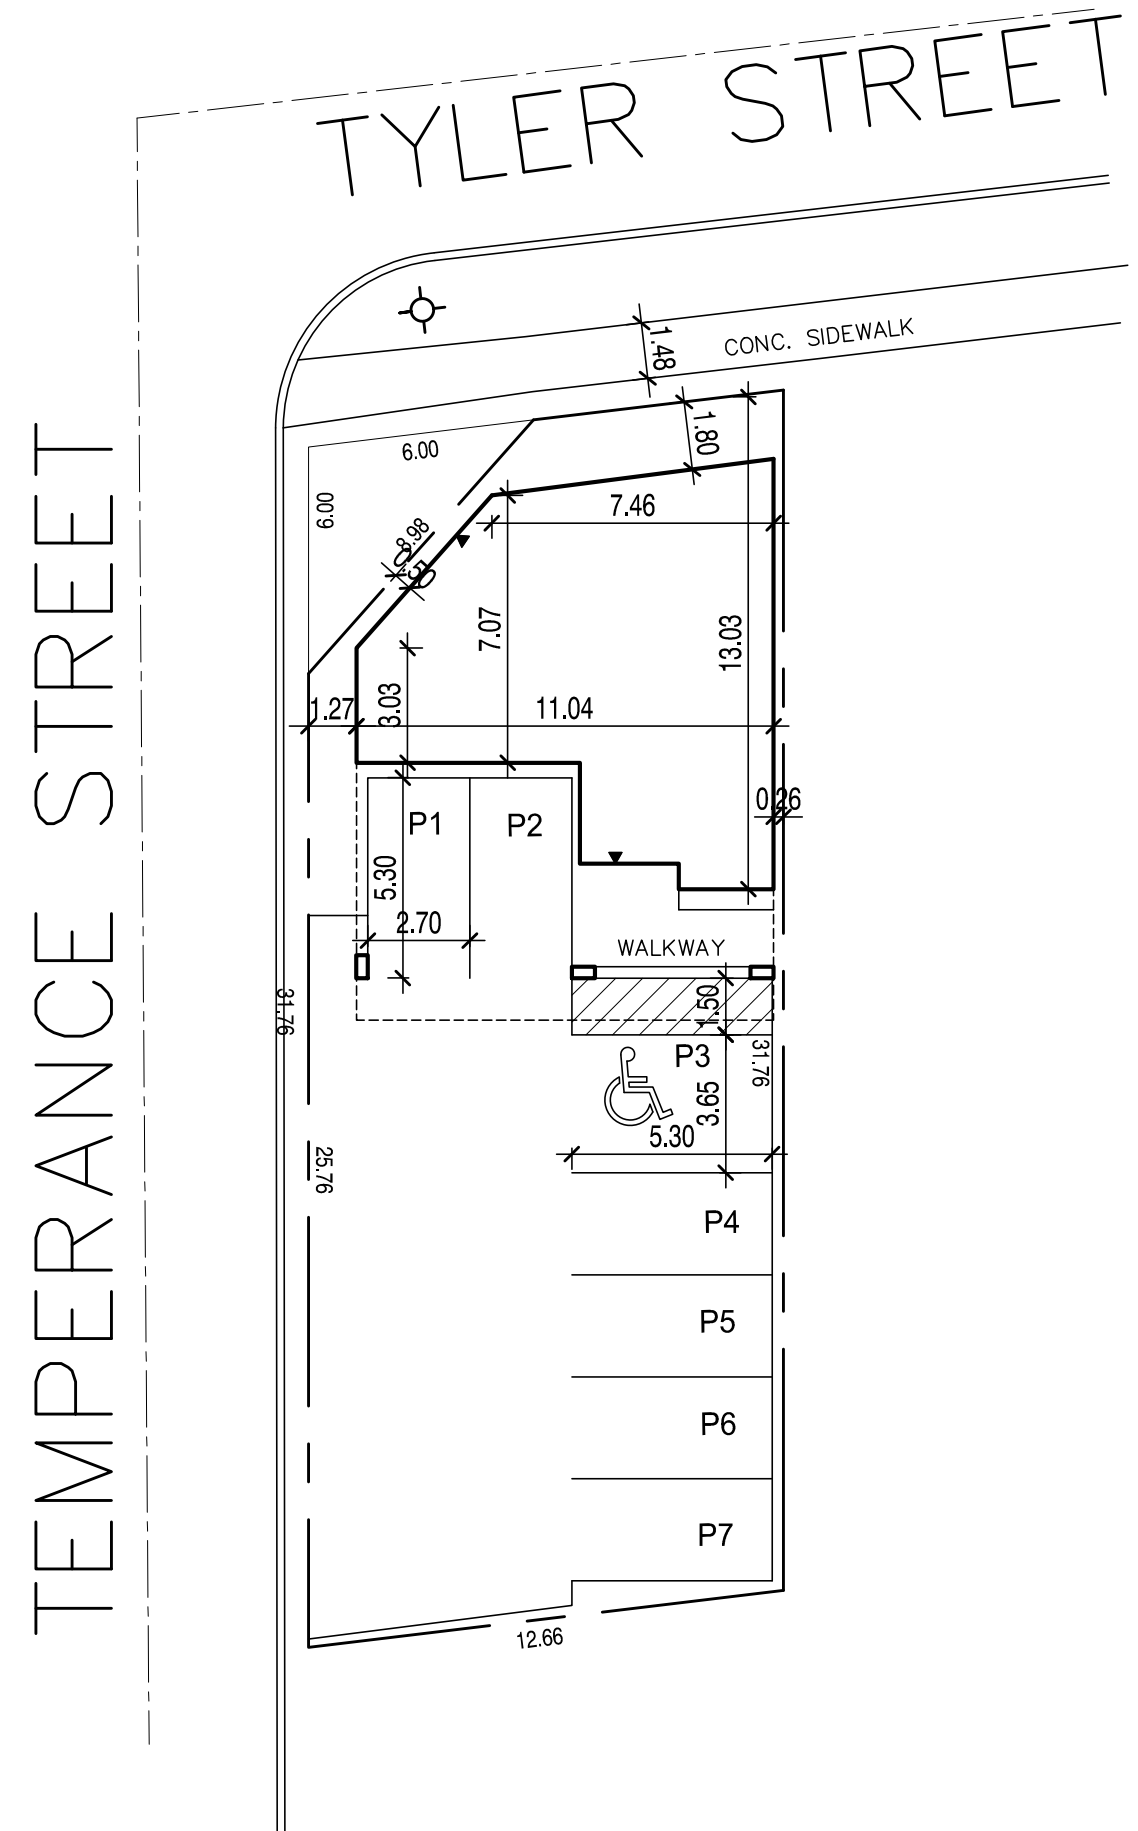 TYLER STREET
TEMPERANCE STREET
CONC. SIDEWALK
1.48
1.80
6.00
6.00
8.98
0.50
7.46
7.07
13.03
3.03
1.27
11.04
0.26
P1
P2
5.30
2.70
WALKWAY
1.50
31.76
P3
31.76
3.65
5.30
25.76
P4
P5
P6
P7
12.66